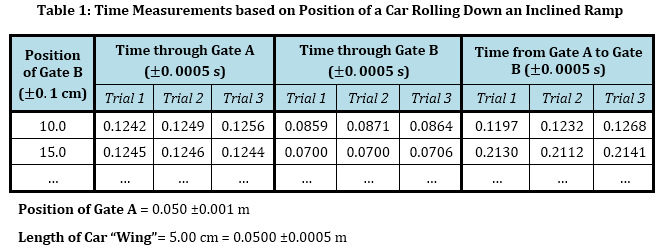 Table 1: Time Measurements based on Position of a Car Rolling Down an Inclined Ramp
Position of Gate B (±0.1 cm) Time through Gate A (±0.0005 s) Time through Gate B (±0.0005 s) Time from Gate A to Gate B (±0.0005 s)
Trial 1 Trial 2 Trial 3 Trial 1 Trial 2 Trial 3 Trial 1 Trial 2 Trial 3
10.0 0.1242 0.1249 0.1256 0.0859 0.0871 0.0864 0.1197 0.1232 0.1268
15.0 0.1245 0.1246 0.1244 0.0700 0.0700 0.0706 0.2130 0.2112 0.2141
... ... ... ... ... ... ... ... ... ...
Position of Gate A = 0.050 ±0.001 m
Length of Car “Wing”= 5.00 cm = 0.0500 ±0.0005 m